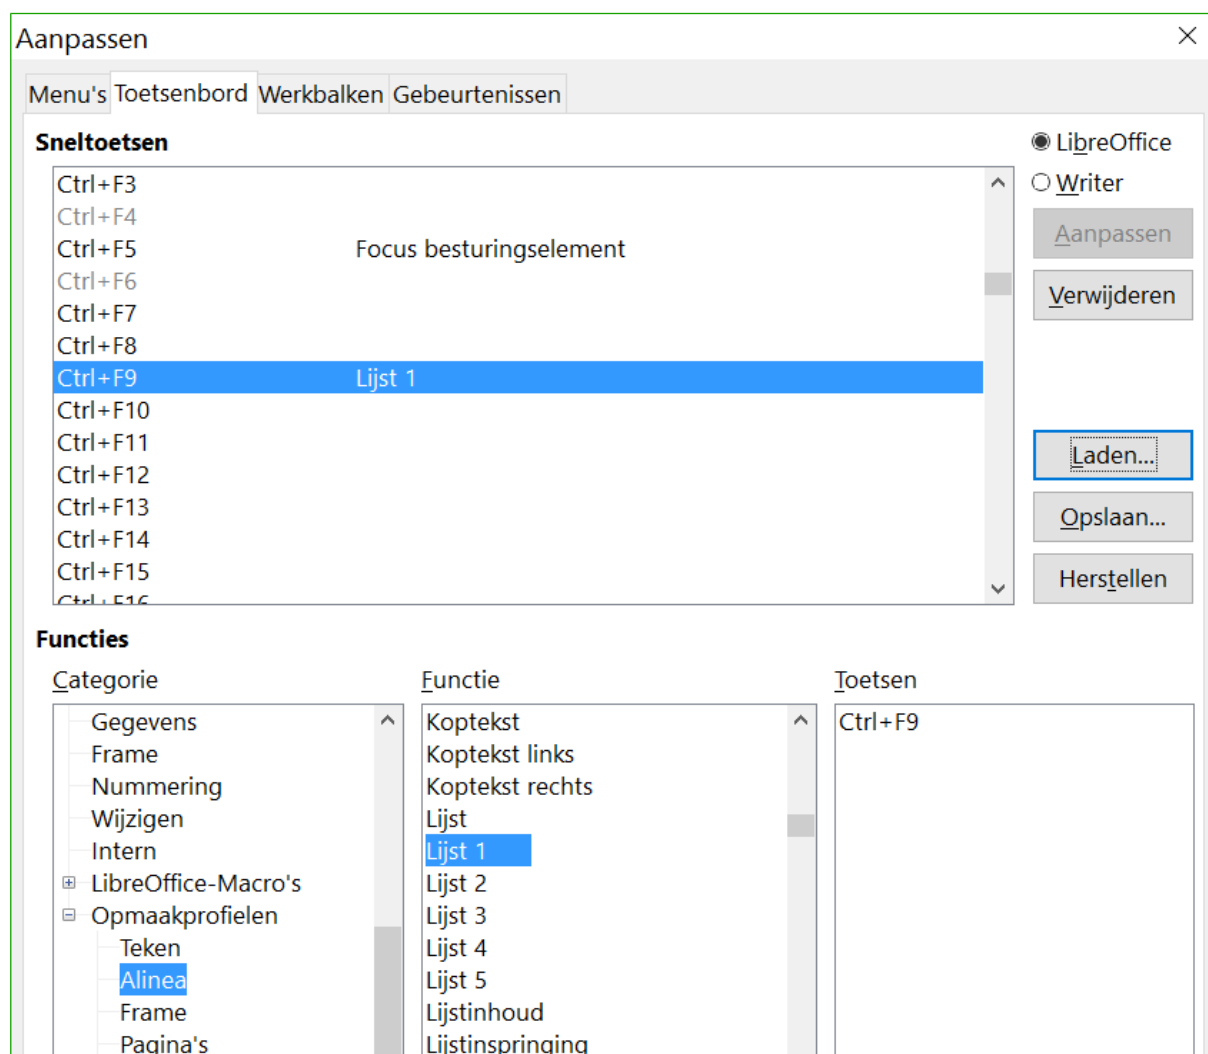 Aanpassen
Menu's Toetsenbord Werkbalken Gebeurtenissen
Sneltoetsen
LibreOffice
Writer
Aanpassen
Verwijderen
Laden...
Opslaan...
Herstellen
Ctrl+F3
Ctrl+F4
Ctrl+F5 Focus besturingselement
Ctrl+F6
Ctrl+F7
Ctrl+F8
Ctrl+F9 Lijst 1
Ctrl+F10
Ctrl+F11
Ctrl+F12
Ctrl+F13
Ctrl+F14
Ctrl+F15
Ctrl+F16
Functies
Categorie
Gegevens
Frame
Nummering
Wijzigen
Intern
LibreOffice-Macro's
Opmaakprofielen
Teken
Alinea
Frame
Pagina's
Functie
Koptekst
Koptekst links
Koptekst rechts
Lijst
Lijst 1
Lijst 2
Lijst 3
Lijst 4
Lijst 5
Lijstinhoud
Lijstinspringing
Toetsen
Ctrl+F9